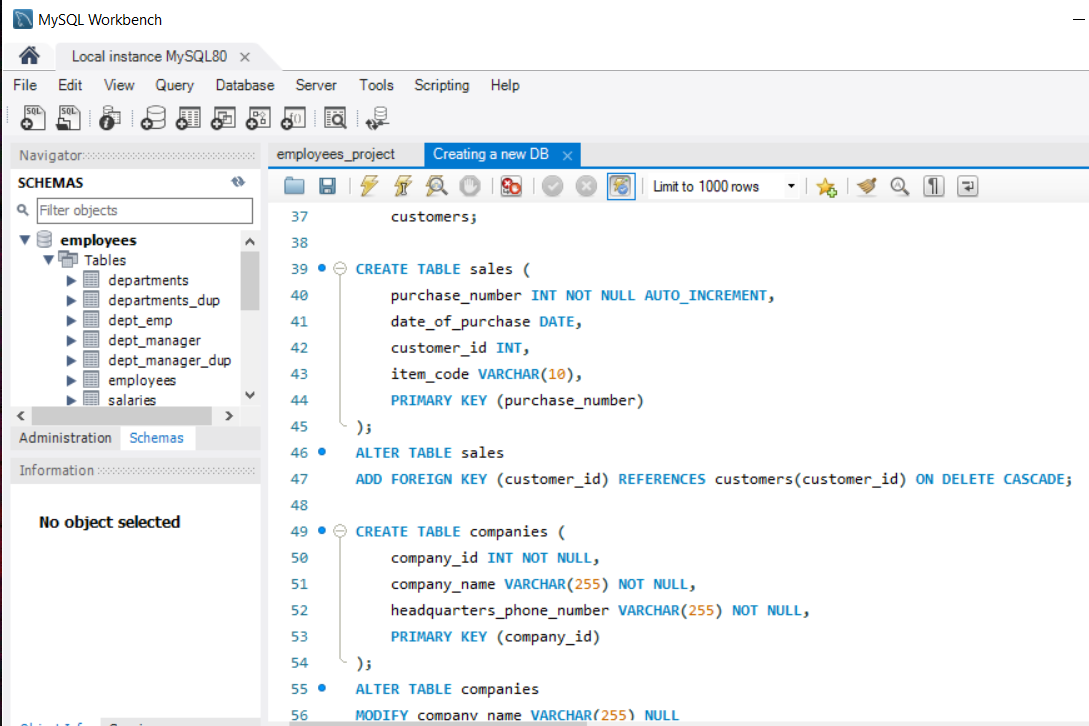 MySQL Workbench
Local instance MySQL80
File Edit View Query Database Server Tools Scripting Help
SQL SQL
Navigator
SCHEMAS
Filter objects
employees
Tables
departments
departments_dup
dept_emp
dept_manager
dept_manager_dup
employees
salaries
Administration Schemas
Information
No object selected
employees_project Creating a new DB
Limit to 1000 rows
37 customers;
38
39 CREATE TABLE sales (
40 purchase_number INT NOT NULL AUTO_INCREMENT,
41 date_of_purchase DATE,
42 customer_id INT,
43 item_code VARCHAR(10),
44 PRIMARY KEY (purchase_number)
45 );
46 ALTER TABLE sales
47 ADD FOREIGN KEY (customer_id) REFERENCES customers(customer_id) ON DELETE CASCADE;
48
49 CREATE TABLE companies (
50 company_id INT NOT NULL,
51 company_name VARCHAR(255) NOT NULL,
52 headquarters_phone_number VARCHAR(255) NOT NULL,
53 PRIMARY KEY (company_id)
54 );
55 ALTER TABLE companies
56 MODIFY company_name VARCHAR(255) NULL